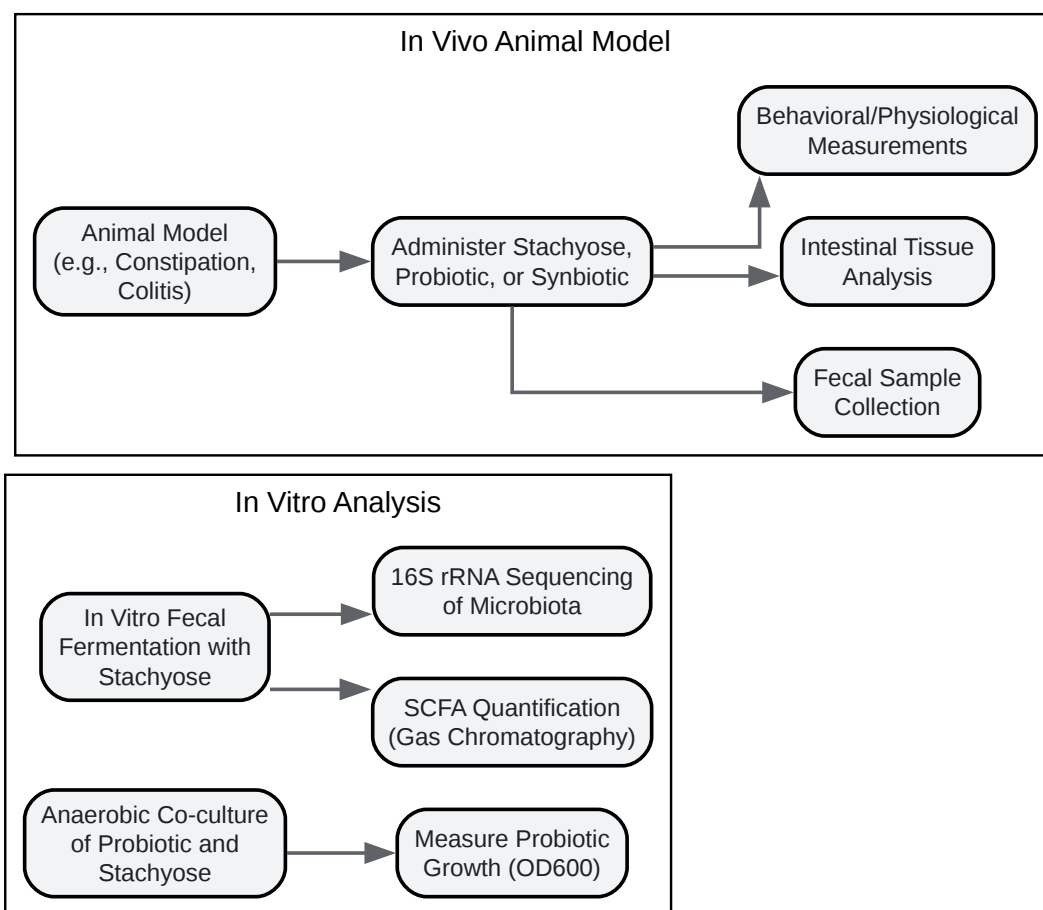 In Vivo Animal Model
Behavioral/Physiological
Measurements
Animal Model
(e.g., Constipation,
Colitis)
Administer Stachyose,
Probiotic, or Synbiotic
Intestinal Tissue
Analysis
Fecal Sample
Collection
In Vitro Analysis
16S rRNA Sequencing
of Microbiota
In Vitro Fecal
Fermentation with
Stachyose
SCFA Quantification
(Gas Chromatography)
Anaerobic Co-culture
of Probiotic and
Stachyose
Measure Probiotic
Growth (OD600)